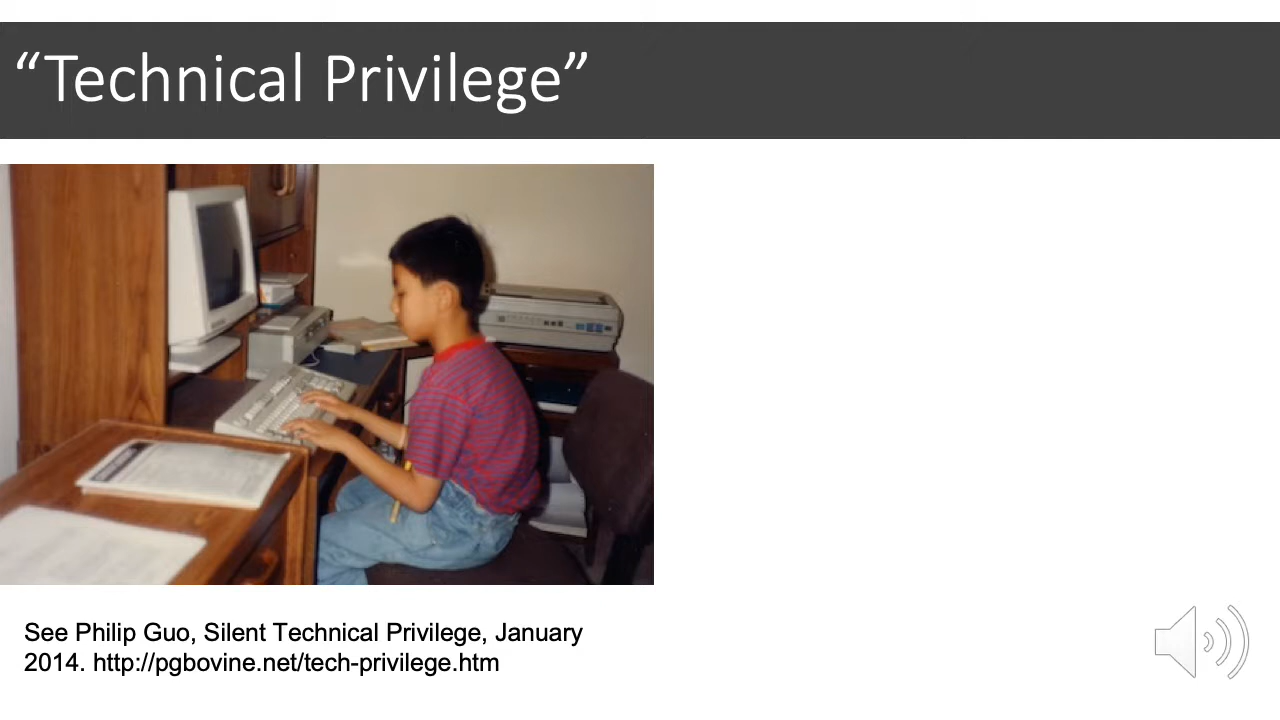 “Technical Privilege”
See Philip Guo, Silent Technical Privilege, January
2014. http://pgbovine.net/tech-privilege.htm